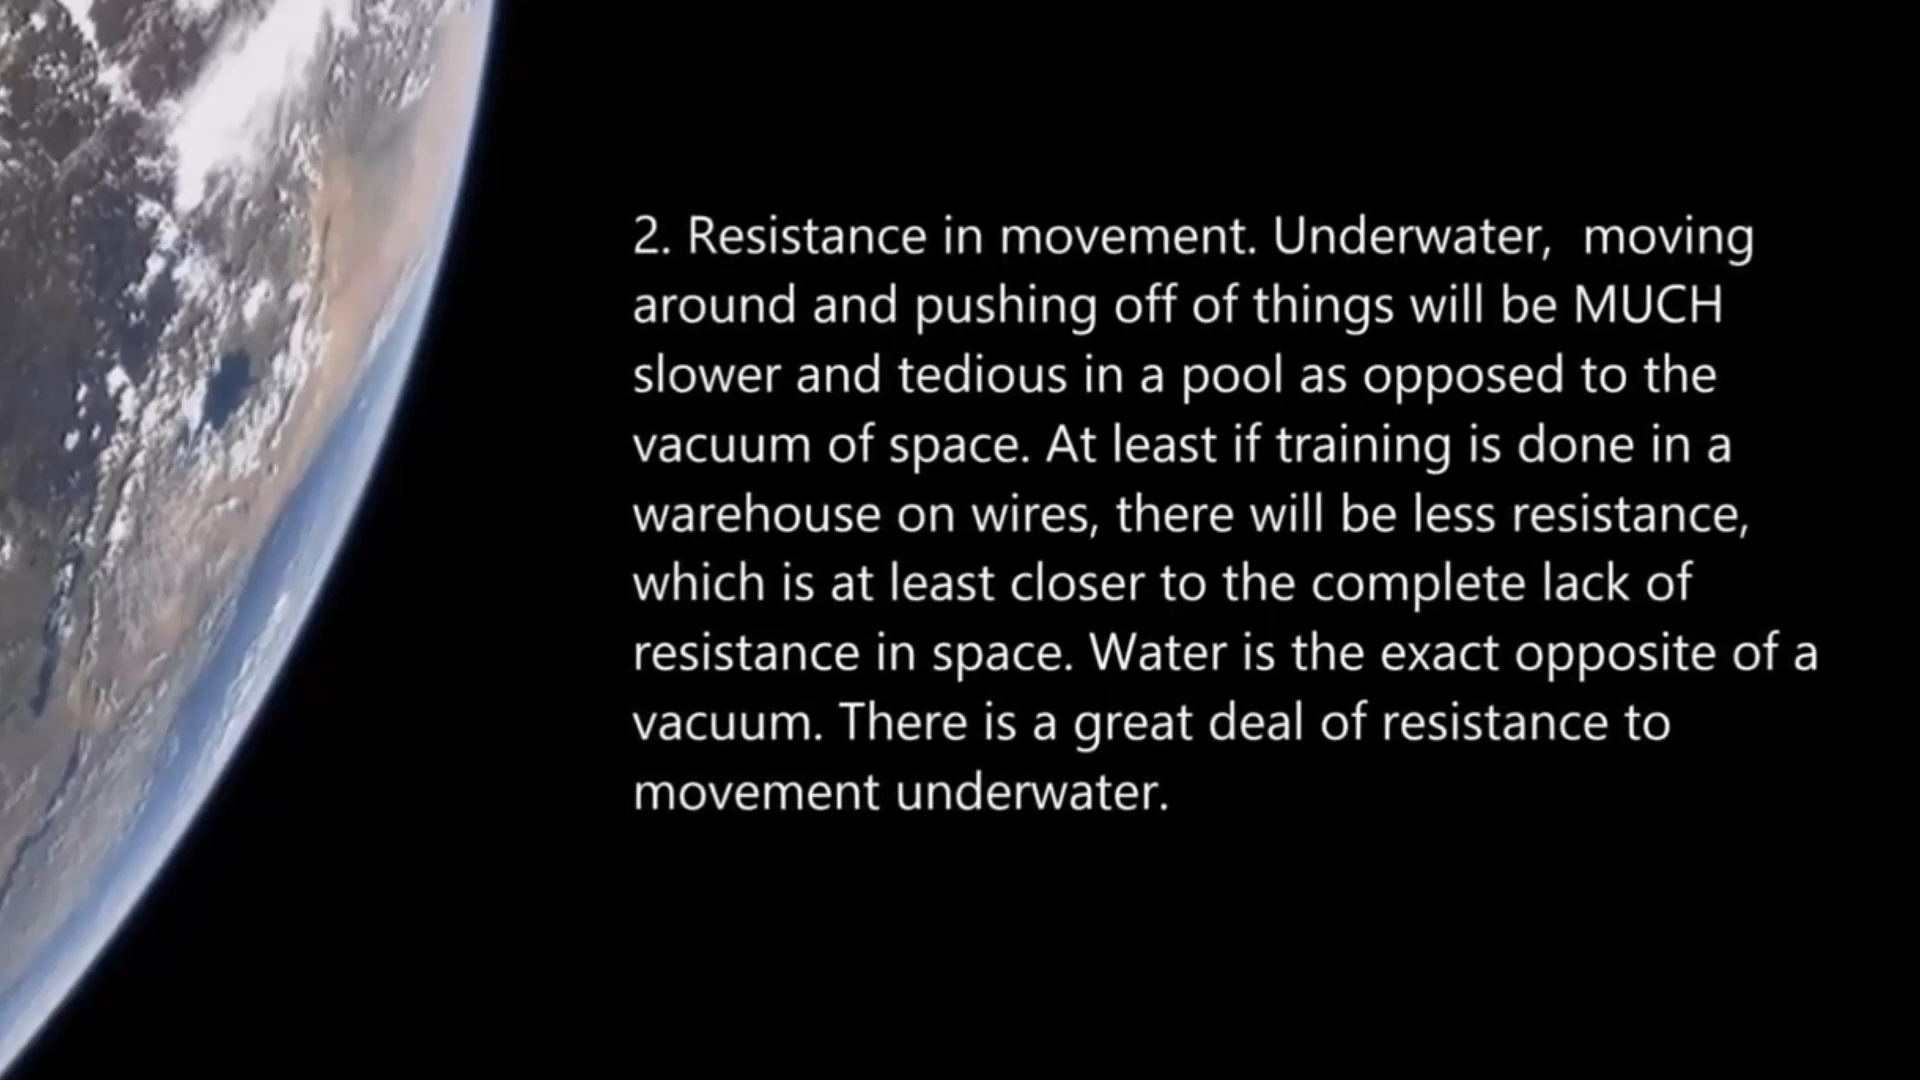 2. Resistance in movement. Underwater,  moving
around and pushing off of things will be MUCH
slower and tedious in a pool as opposed to the
vacuum of space. At least if training is done in a
warehouse on wires, there will be less resistance,
which is at least closer to the complete lack of
resistance in space. Water is the exact opposite of a
vacuum. There is a great deal of resistance to
movement underwater.